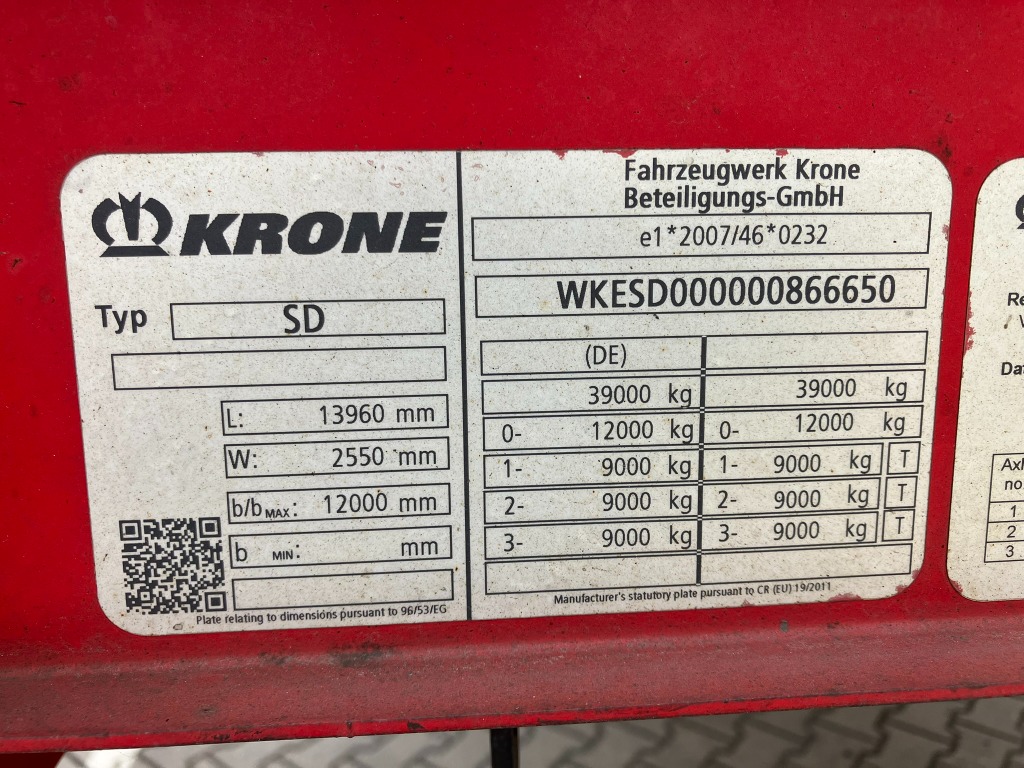 KRONE
Typ SD
L: 13960 mm
W: 2550 mm
b/b MAX: 12000 mm
b MIN: mm
Plate relating to dimensions pursuant to 96/53/EG
Fahrzeugwerk Krone
Beteiligungs-GmbH
e1*2007/46*0232
WKESD000000866650
(DE)
39000 kg 39000 kg
0- 12000 kg 0- 12000 kg
1- 9000 kg 1- 9000 kg T
2- 9000 kg 2- 9000 kg T
3- 9000 kg 3- 9000 kg T
Manufacturer's statutory plate pursuant to CR (EU) 19/2011
no.
1
2
3